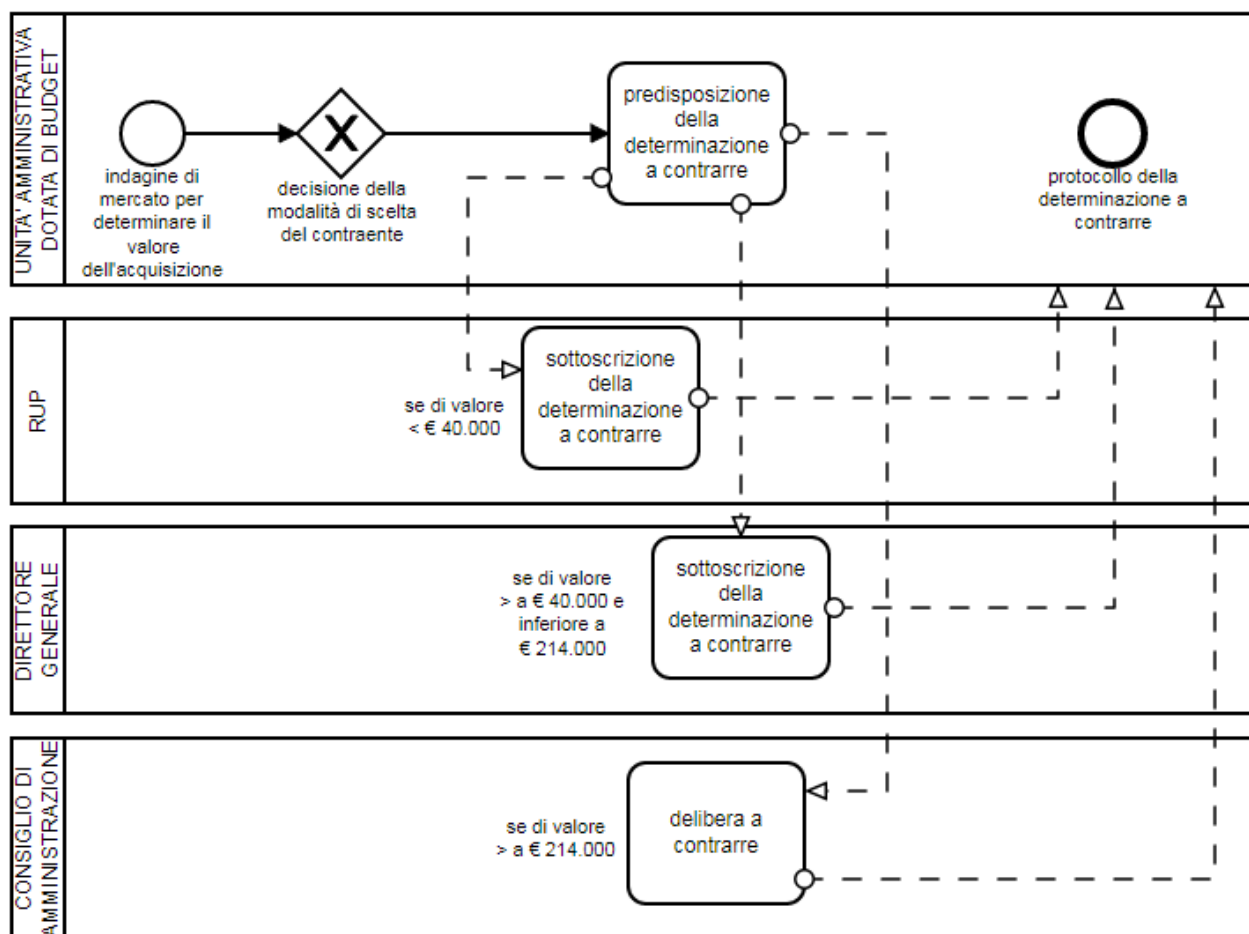 UNITA' AMMINISTRATIVA
DOTATA DI BUDGET
indagine di
mercato per
determinare il
valore
dell'acquisizione
decisione della
modalità di scelta
del contraente
predisposizione
della
determinazione
a contrarre
protocollo della
determinazione a
contrarre
RUP
se di valore
< € 40.000
sottoscrizione
della
determinazione
a contrarre
DIRETTORE
GENERALE
se di valore
> a € 40.000 e
inferiore a
€ 214.000
sottoscrizione
della
determinazione
a contrarre
CONSIGLIO DI
AMMINISTRAZIONE
se di valore
> a € 214.000
delibera a
contrarre